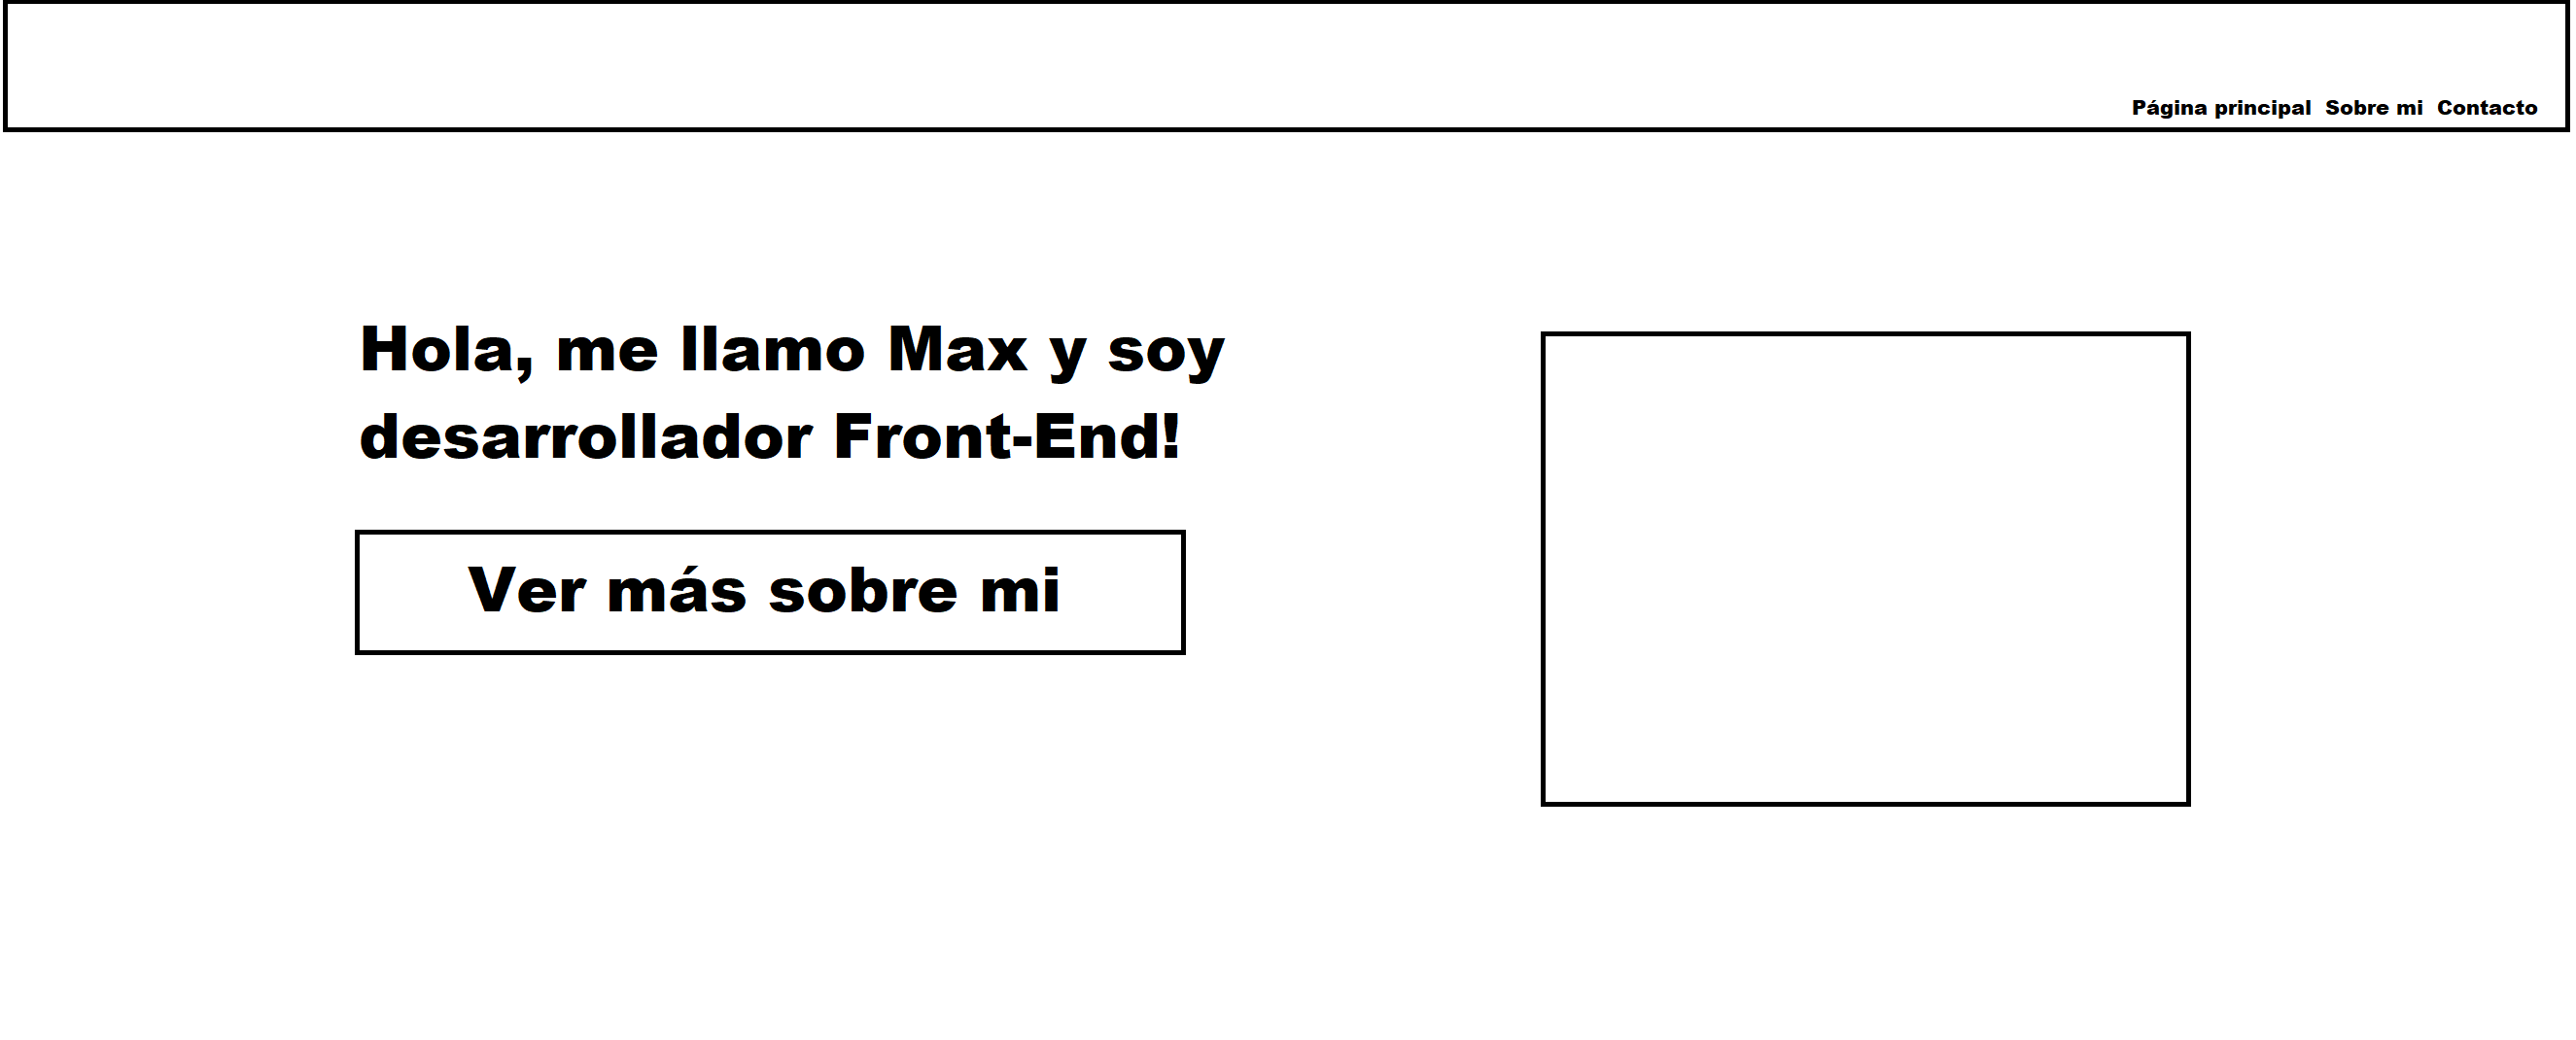 Página principal Sobre mi Contacto
Hola, me llamo Max y soy
desarrollador Front-End!
Ver más sobre mi